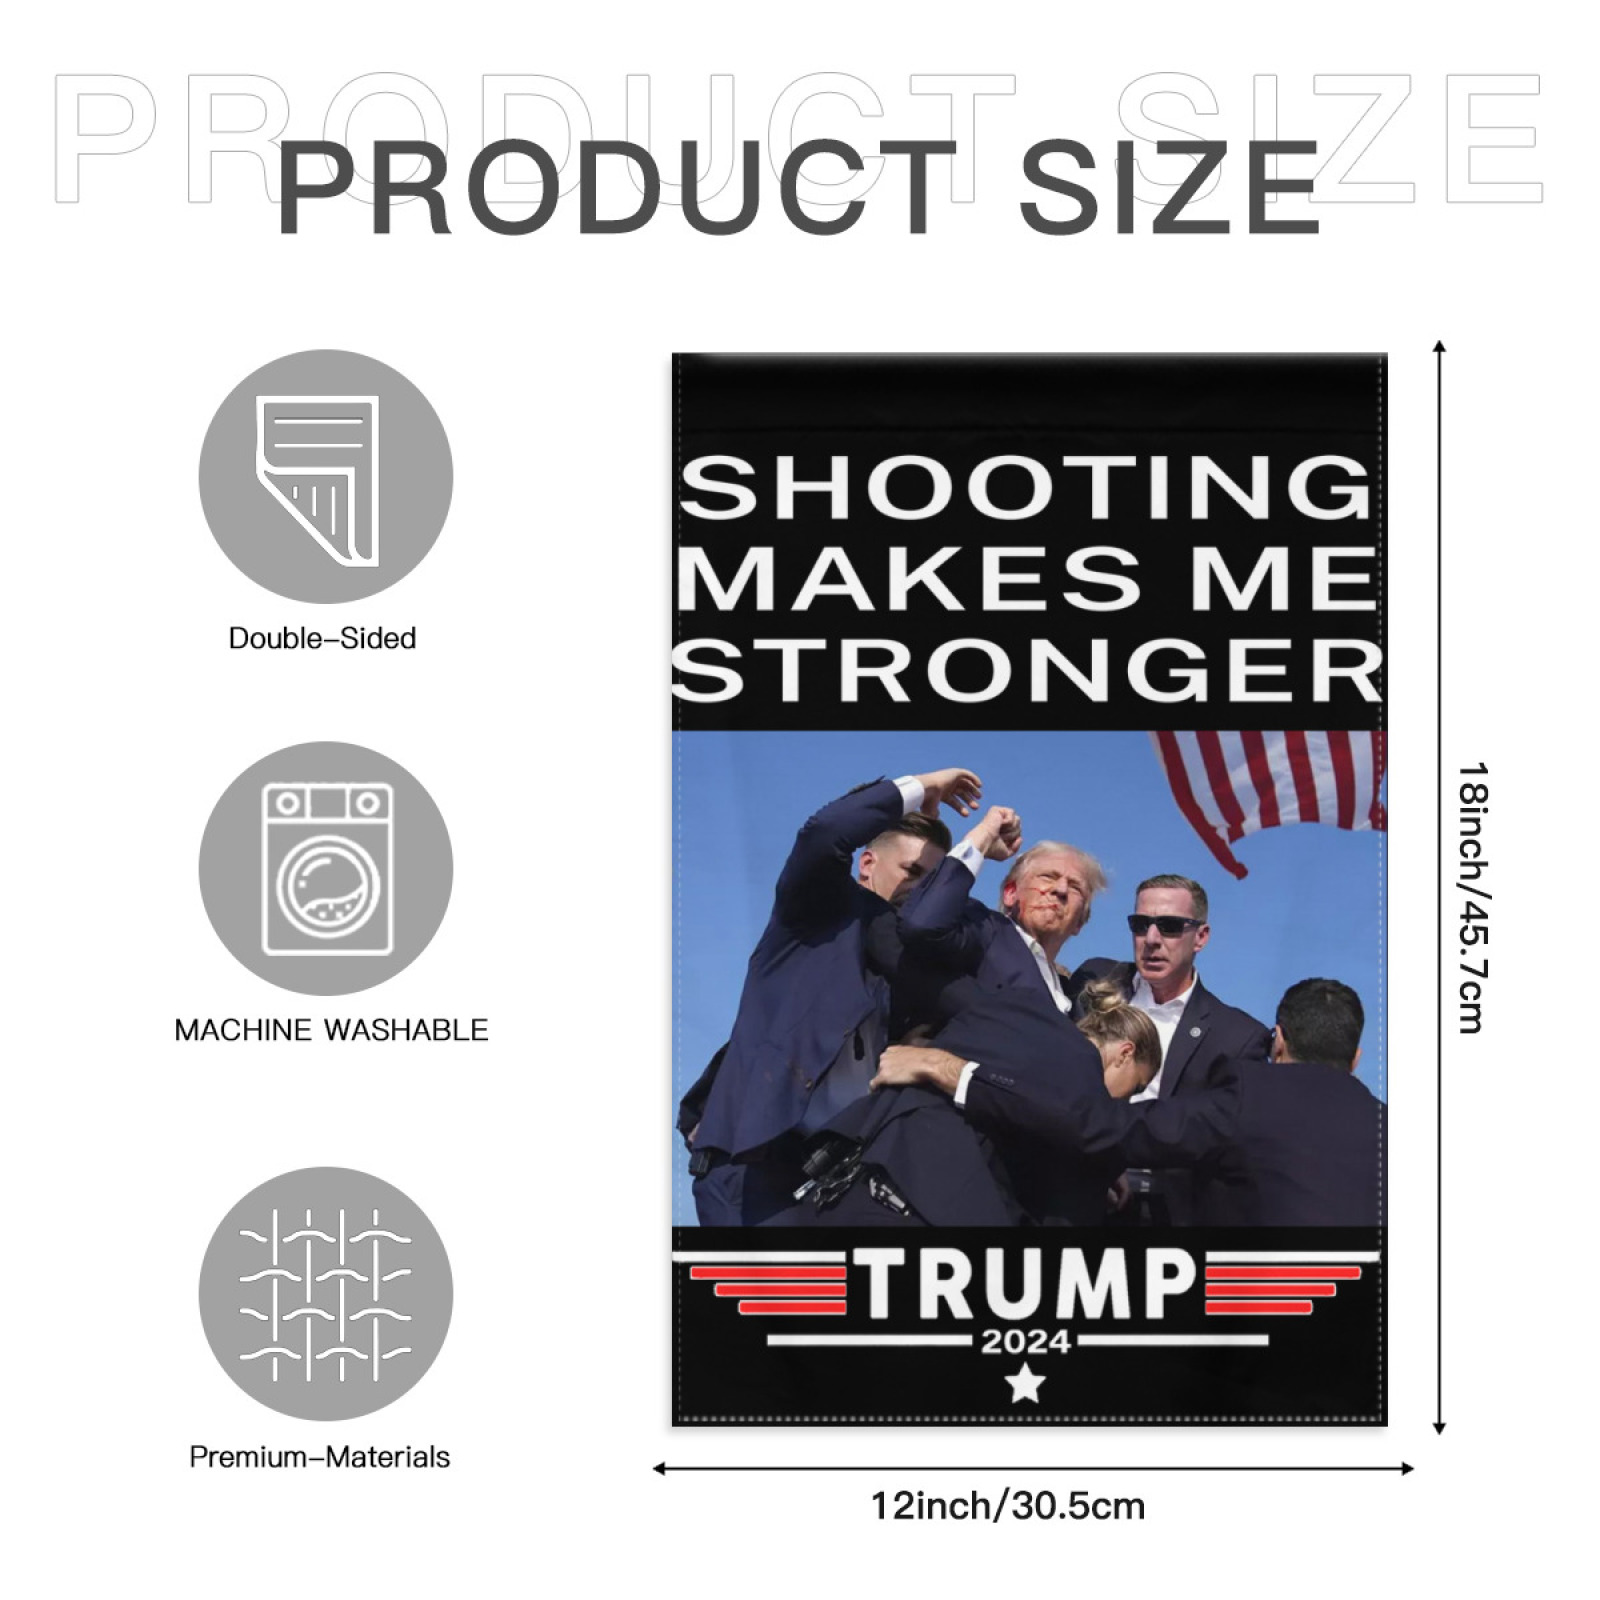 PRODUCT SIZE
PRODUCT SIZE
Double-Sided
MACHINE WASHABLE
Premium-Materials
SHOOTING
MAKES ME
STRONGER
TRUMP
2024
18inch/45.7cm
12inch/30.5cm